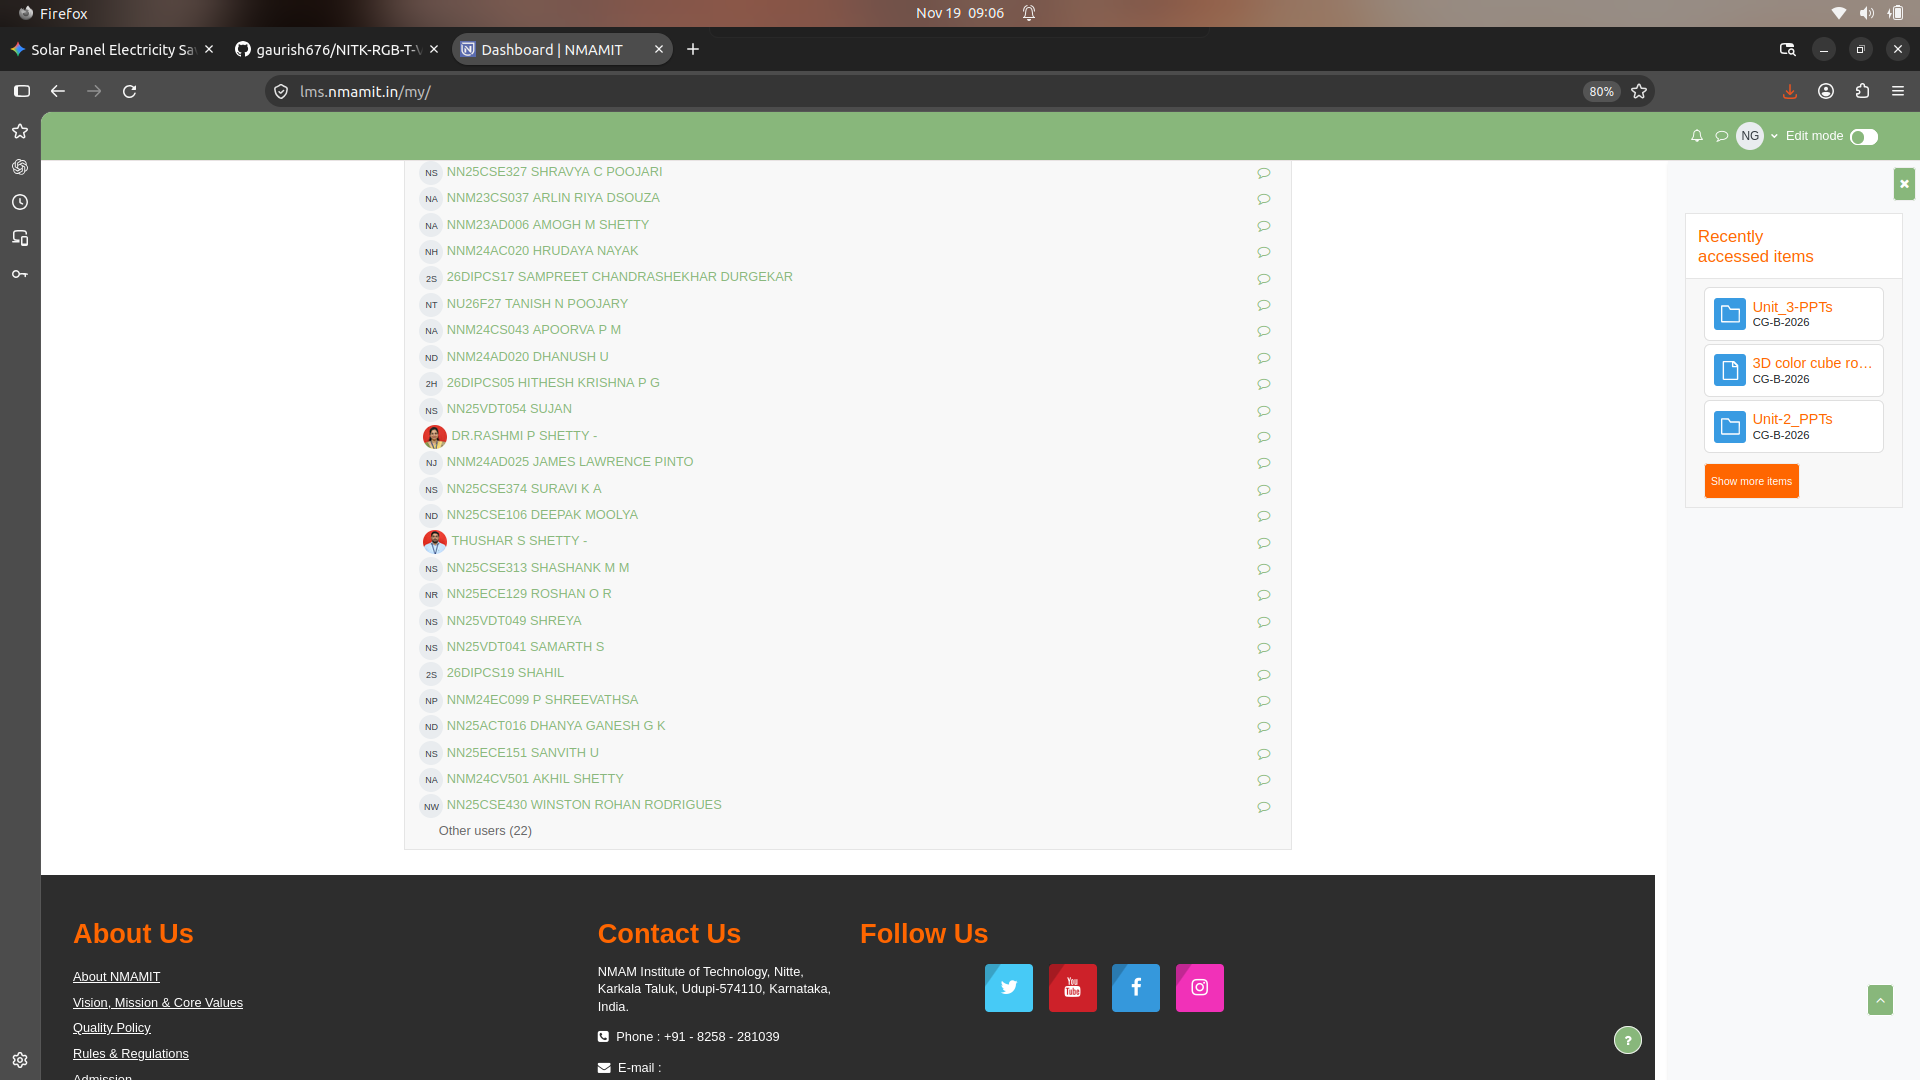 Firefox
Nov 19 09:06
Solar Panel Electricity Sa
gaurish676/NITK-RGB-T-V
Dashboard | NMAMIT
lms.nmamit.in/my/
80%
NG
Edit mode
NS NN25CSE327 SHRAVYA C POOJARI
NA NNM23CS037 ARLIN RIYA DSOUZA
NA NNM23AD006 AMOGH M SHETTY
NH NNM24AC020 HRUDAYA NAYAK
2S 26DIPCS17 SAMPREET CHANDRASHEKHAR DURGEKAR
NT NU26F27 TANISH N POOJARY
NA NNM24CS043 APOORVA P M
ND NNM24AD020 DHANUSH U
2H 26DIPCS05 HITHESH KRISHNA P G
NS NN25VDT054 SUJAN
DR.RASHMI P SHETTY -
NJ NNM24AD025 JAMES LAWRENCE PINTO
NS NN25CSE374 SURAVI K A
ND NN25CSE106 DEEPAK MOOLYA
THUSHAR S SHETTY -
NS NN25CSE313 SHASHANK M M
NR NN25ECE129 ROSHAN O R
NS NN25VDT049 SHREYA
NS NN25VDT041 SAMARTH S
2S 26DIPCS19 SHAHIL
NP NNM24EC099 P SHREEVATHSA
ND NN25ACT016 DHANYA GANESH G K
NS NN25ECE151 SANVITH U
NA NNM24CV501 AKHIL SHETTY
NW NN25CSE430 WINSTON ROHAN RODRIGUES
Other users (22)
Recently
accessed items
Unit_3-PPTs
CG-B-2026
3D color cube ro...
CG-B-2026
Unit-2_PPTs
CG-B-2026
Show more items
About Us
About NMAMIT
Vision, Mission & Core Values
Quality Policy
Rules & Regulations
Admission
Contact Us
NMAM Institute of Technology, Nitte,
Karkala Taluk, Udupi-574110, Karnataka,
India.
Phone : +91 - 8258 - 281039
E-mail :
Follow Us
You
Tube
?